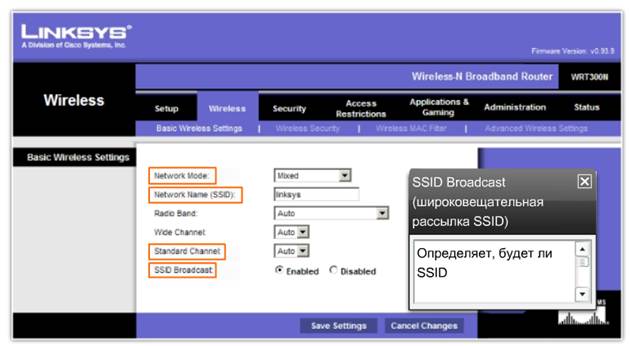 LINKSYS®
A Division of Cisco Systems, Inc.
Firmware Version: v0.93.9
Wireless-N Broadband Router WRT300N
Wireless
Setup Wireless Security Access Restrictions Applications & Gaming Administration Status
Basic Wireless Settings | Wireless Security | Wireless MAC Filter | Advanced Wireless Settings
Basic Wireless Settings
Network Mode: Mixed
Network Name (SSID): linksys
Radio Band: Auto
Wide Channel: Auto
Standard Channel: Auto
SSID Broadcast: Enabled Disabled
SSID Broadcast
(широковещательная
рассылка SSID)
Определяет, будет ли
SSID
Save Settings Cancel Changes